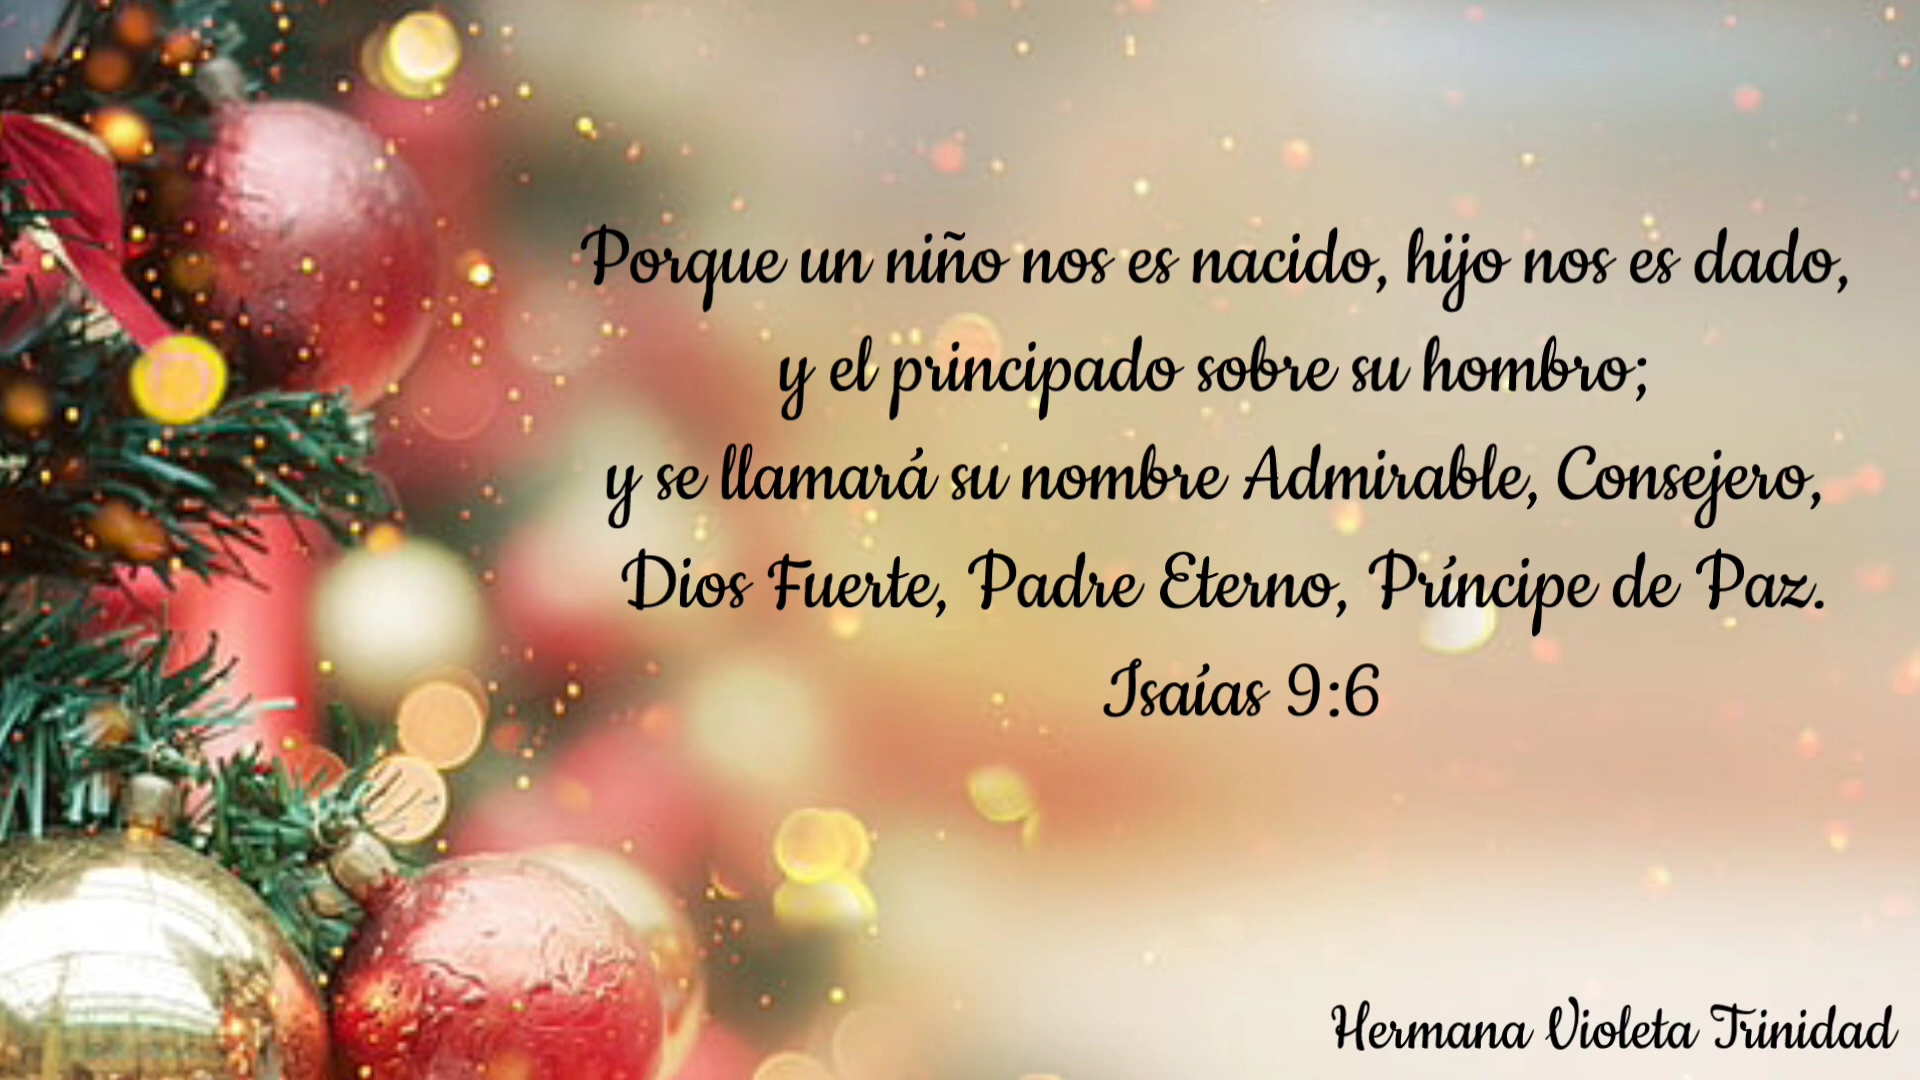 Porque un niño nos es nacido, hijo nos es dado,
y el principado sobre su hombro;
y se llamará su nombre Admirable, Consejero,
Dios Fuerte, Padre Eterno, Príncipe de Paz.
Isaías 9:6
Hermana Violeta Trinidad